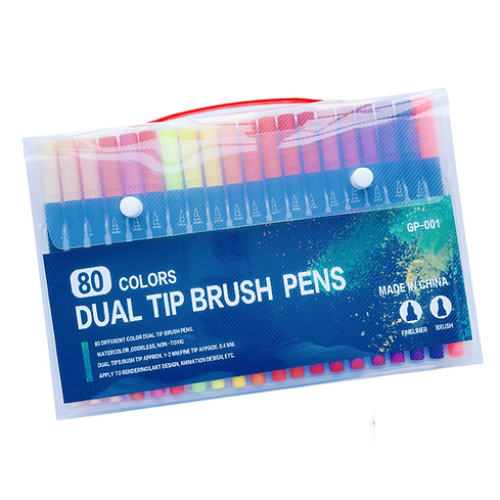 80 COLORS
DUAL TIP BRUSH PENS
GP-001
MADE IN CHINA
FINELINER BRUSH
80 DIFFERENT COLOR DUAL TIP BRUSH PENS.
WATERCOLOR ,ODORLESS, NON -TOXIC
DUAL TIPS:BUSH TIP APPROX. 1-2 MM,FINE TIP APPROX. 0.4 MM.
APPLY TO RENDERINGS,ART DESIGN, ANIMATION DESIGN, ETC.